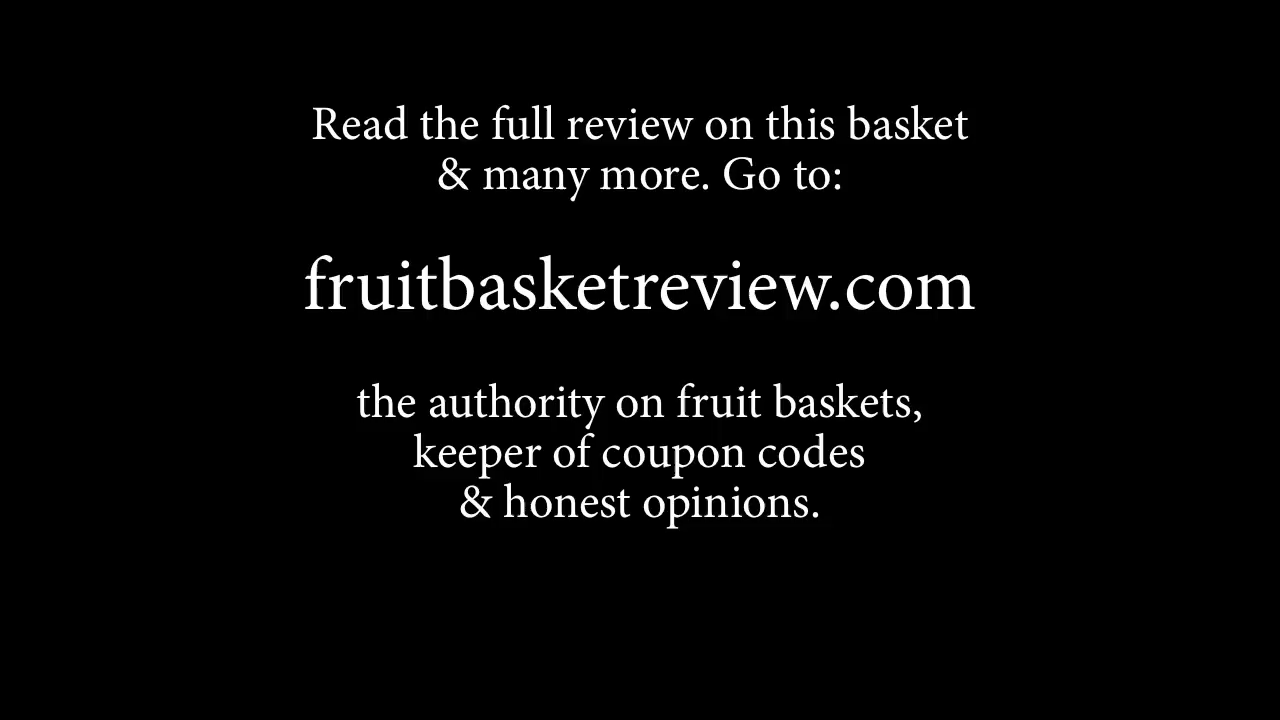 Read the full review on this basket
& many more. Go to:
fruitbasketreview.com
the authority on fruit baskets,
keeper of coupon codes
& honest opinions.